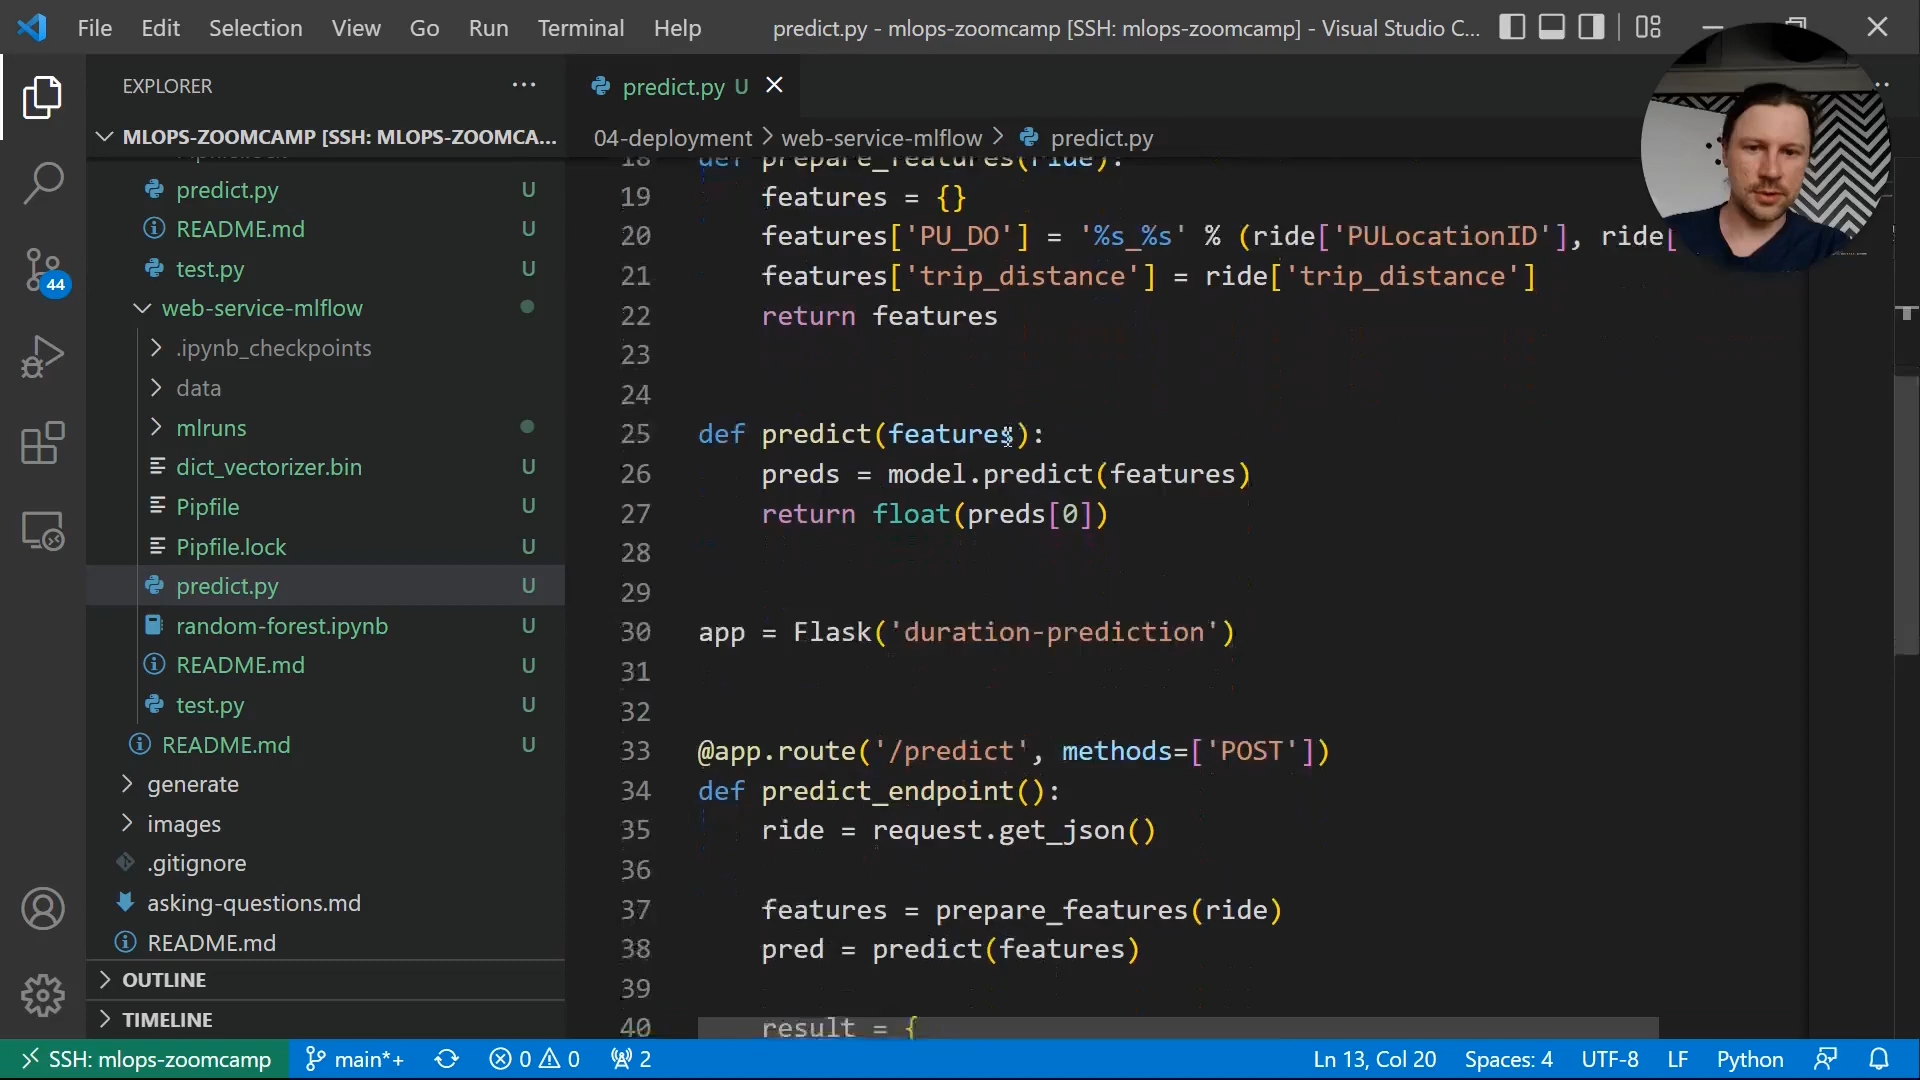 File Edit Selection View Go Run Terminal Help
predict.py - mlops-zoomcamp [SSH: mlops-zoomcamp] - Visual Studio C...
EXPLORER
MLOPS-ZOOMCAMP [SSH: MLOPS-ZOOMCA...
Pipfile.lock
predict.py U
README.md U
test.py U
web-service-mlflow
.ipynb_checkpoints
data
mlruns
dict_vectorizer.bin U
Pipfile U
Pipfile.lock U
predict.py U
random-forest.ipynb U
README.md U
test.py U
README.md U
generate
images
.gitignore
asking-questions.md
README.md
OUTLINE
TIMELINE
44
predict.py U
04-deployment > web-service-mlflow > predict.py
18 def prepare_features(ride):
19 features = {}
20 features['PU_DO'] = '%s_%s' % (ride['PULocationID'], ride[
21 features['trip_distance'] = ride['trip_distance']
22 return features
23
24
25 def predict(features):
26 preds = model.predict(features)
27 return float(preds[0])
28
29
30 app = Flask('duration-prediction')
31
32
33 @app.route('/predict', methods=['POST'])
34 def predict_endpoint():
35 ride = request.get_json()
36
37 features = prepare_features(ride)
38 pred = predict(features)
39
40 result = {
SSH: mlops-zoomcamp main*+ 0 0 2 Ln 13, Col 20 Spaces: 4 UTF-8 LF Python